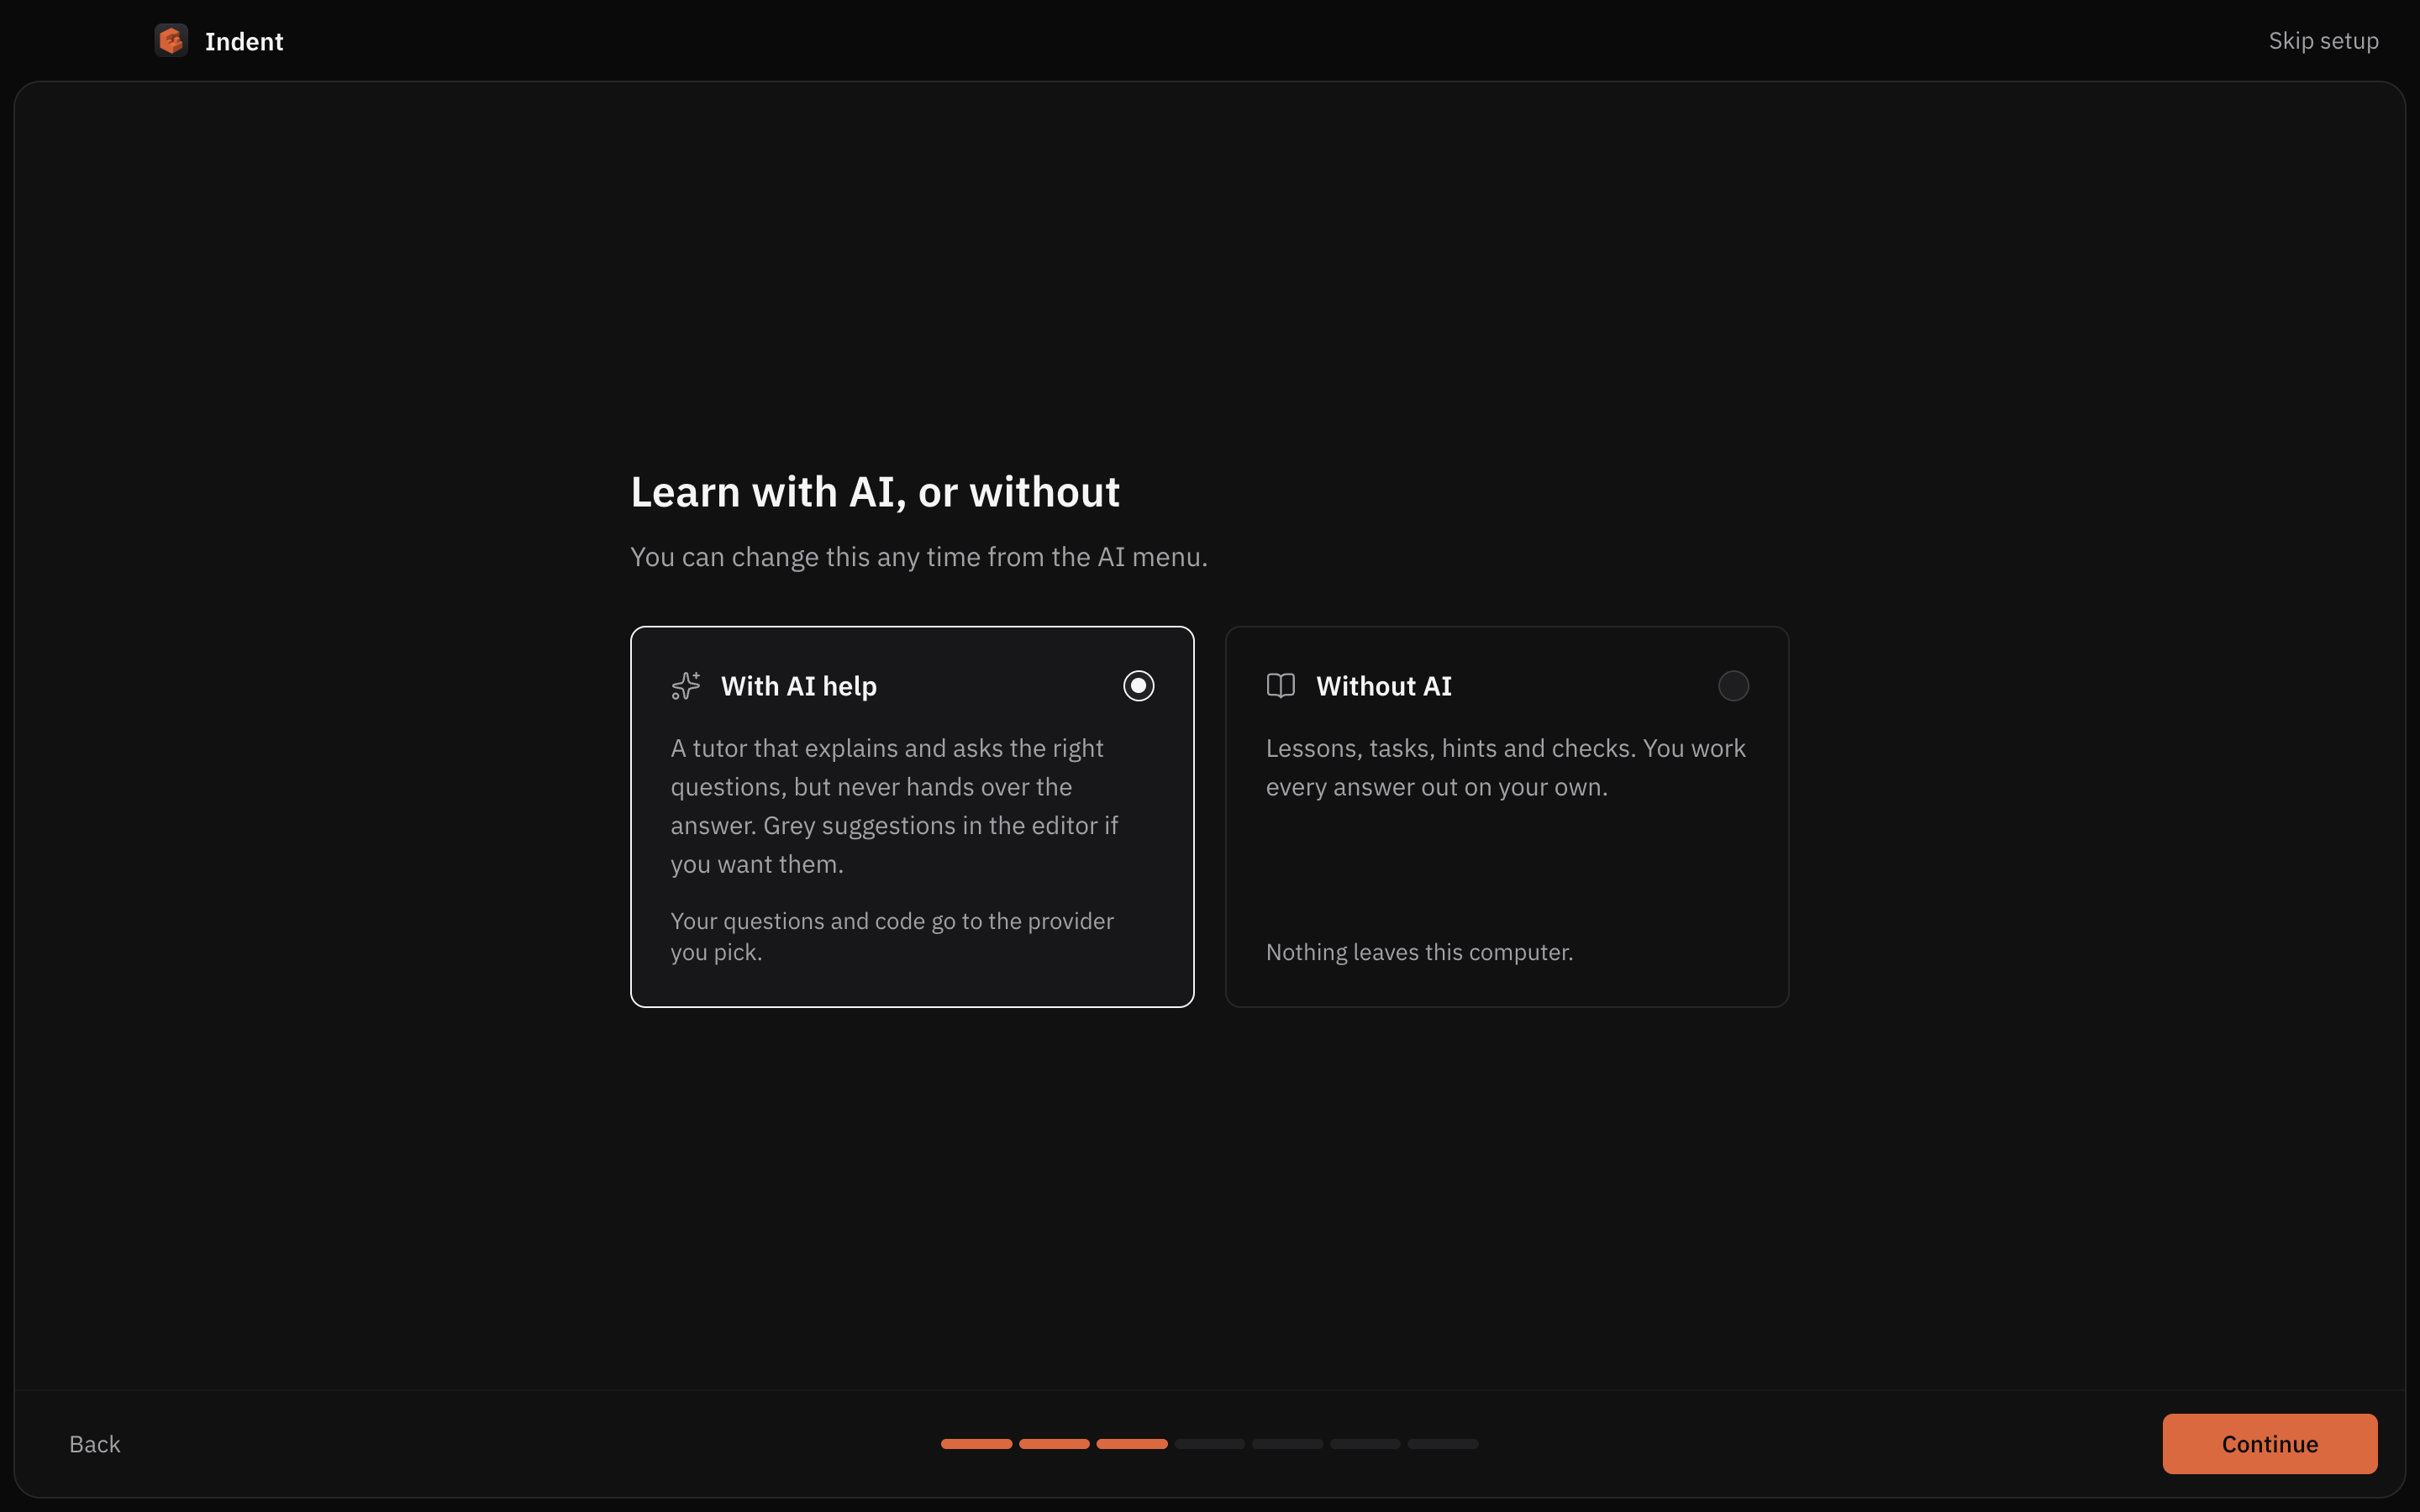 Indent
Skip setup
Learn with AI, or without
You can change this any time from the AI menu.
With AI help
A tutor that explains and asks the right
questions, but never hands over the
answer. Grey suggestions in the editor if
you want them.
Your questions and code go to the provider
you pick.
Without AI
Lessons, tasks, hints and checks. You work
every answer out on your own.
Nothing leaves this computer.
Back
Continue